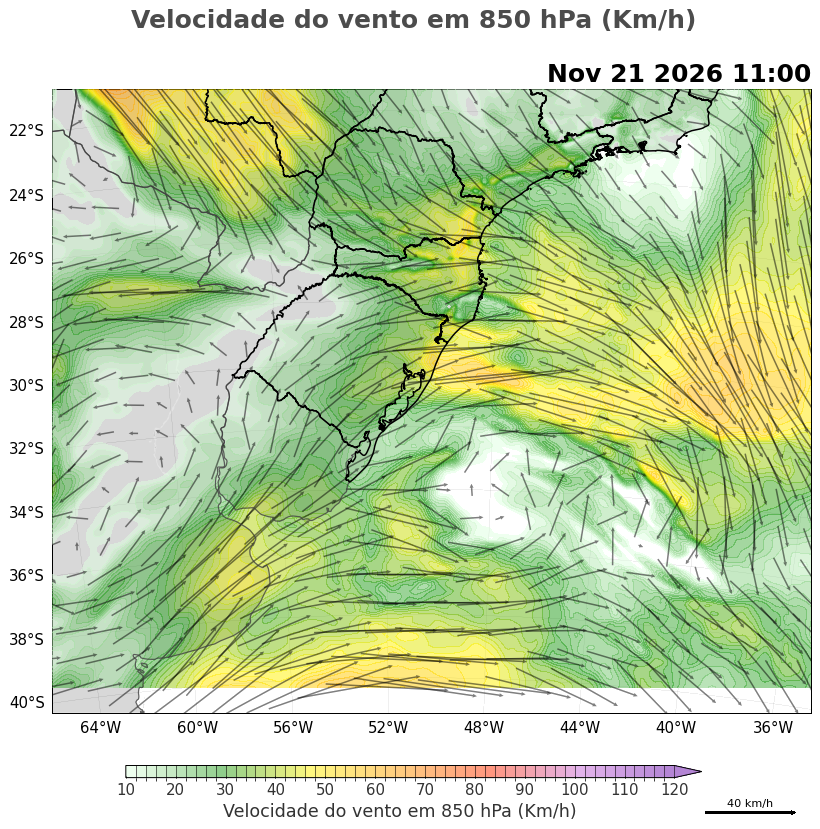 Velocidade do vento em 850 hPa (Km/h)
Nov 21 2026 11:00
22°S
24°S
26°S
28°S
30°S
32°S
34°S
36°S
38°S
40°S
64°W 60°W 56°W 52°W 48°W 44°W 40°W 36°W
10 20 30 40 50 60 70 80 90 100 110 120
Velocidade do vento em 850 hPa (Km/h)
40 km/h